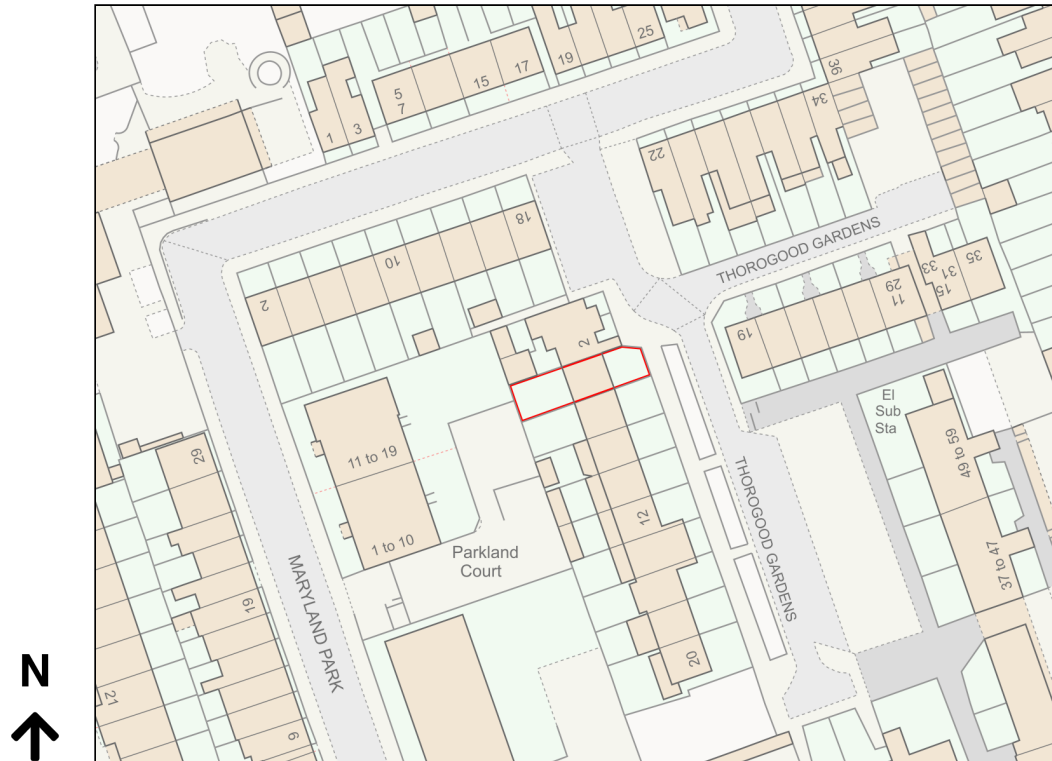 25
19
17
15
5
7
3
1
36
34
22
18
10
2
THOROGOOD GARDENS
35
33
31
15
29
11
19
2
El
Sub
Sta
11 to 19
1 to 10
Parkland
Court
12
20
49 to 59
37 to 47
THOROGOOD GARDENS
MARYLAND PARK
29
19
21
9
N